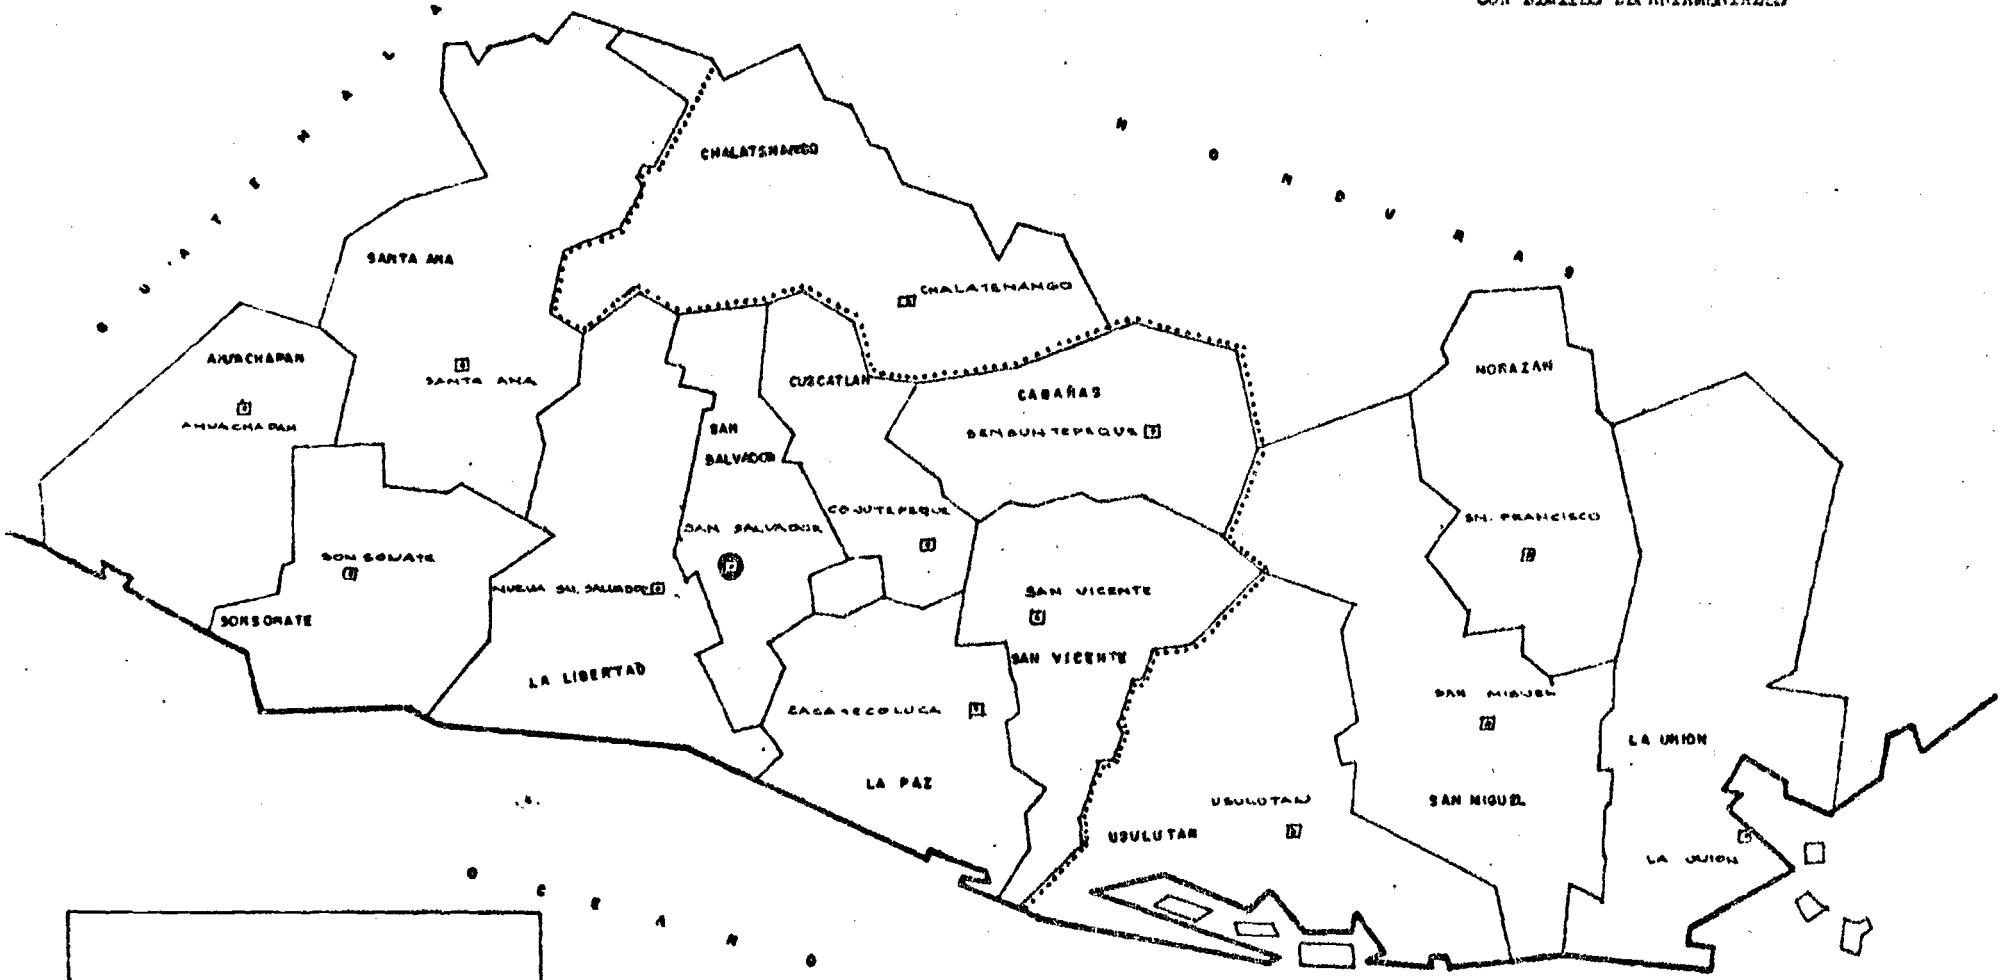 GUATEMALA
HONDURAS
CHALATENANGO
SANTA ANA
CHALATENANGO
AHUACHAPAN
SANTA ANA
AHUACHAPAN
CUSCATLAN
CABAÑAS
MORAZAN
SAN
SALVADOR
SENSUNTEPEQUE
COJUTEPEQUE
SAN SALVADOR
SN. FRANCISCO
SONSONATE
NUEVA SN. SALVADOR
SAN VICENTE
SONSONATE
SAN VICENTE
LA LIBERTAD
SAN MIGUEL
ZACATECOLUCA
LA UNION
LA PAZ
USULUTAN
SAN MIGUEL
USULUTAN
LA UNION
OCEANO